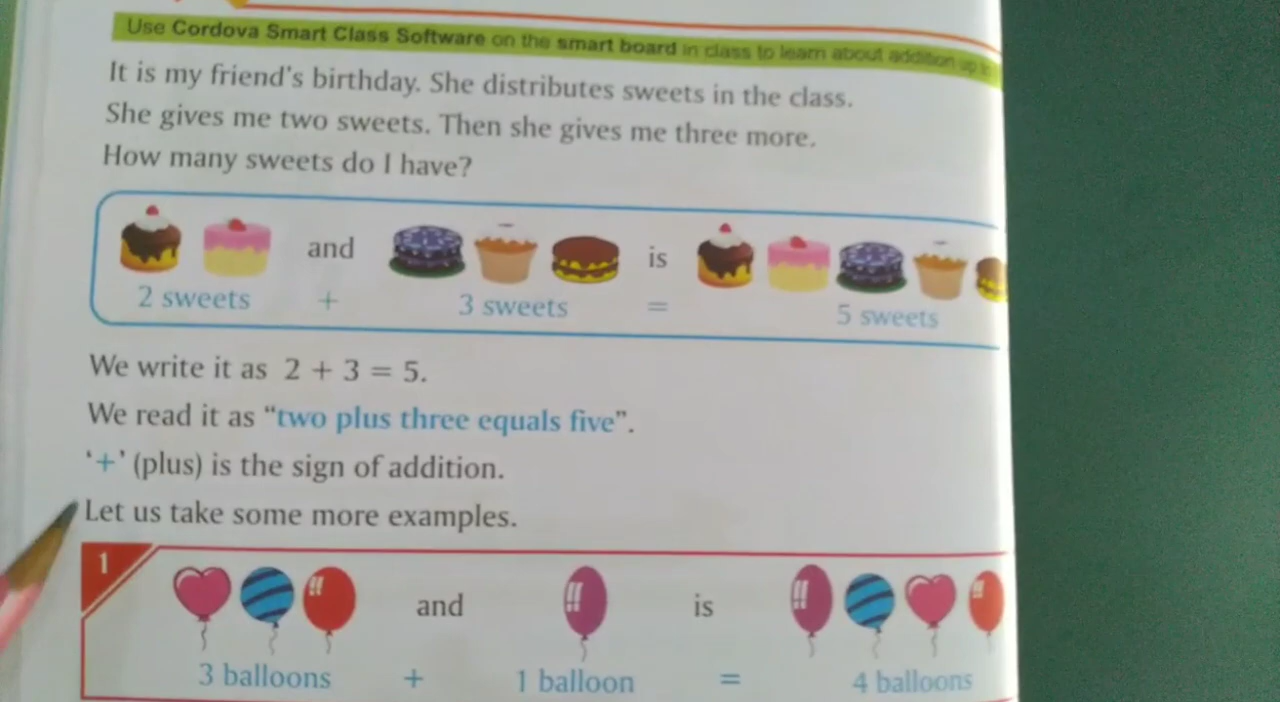 Use Cordova Smart Class Software on the smart board in class to learn about addition up
It is my friend's birthday. She distributes sweets in the class.
She gives me two sweets. Then she gives me three more.
How many sweets do I have?
and is
2 sweets + 3 sweets = 5 sweets
We write it as 2 + 3 = 5.
We read it as “two plus three equals five”.
‘+’ (plus) is the sign of addition.
Let us take some more examples.
1
and is
3 balloons + 1 balloon = 4 balloons